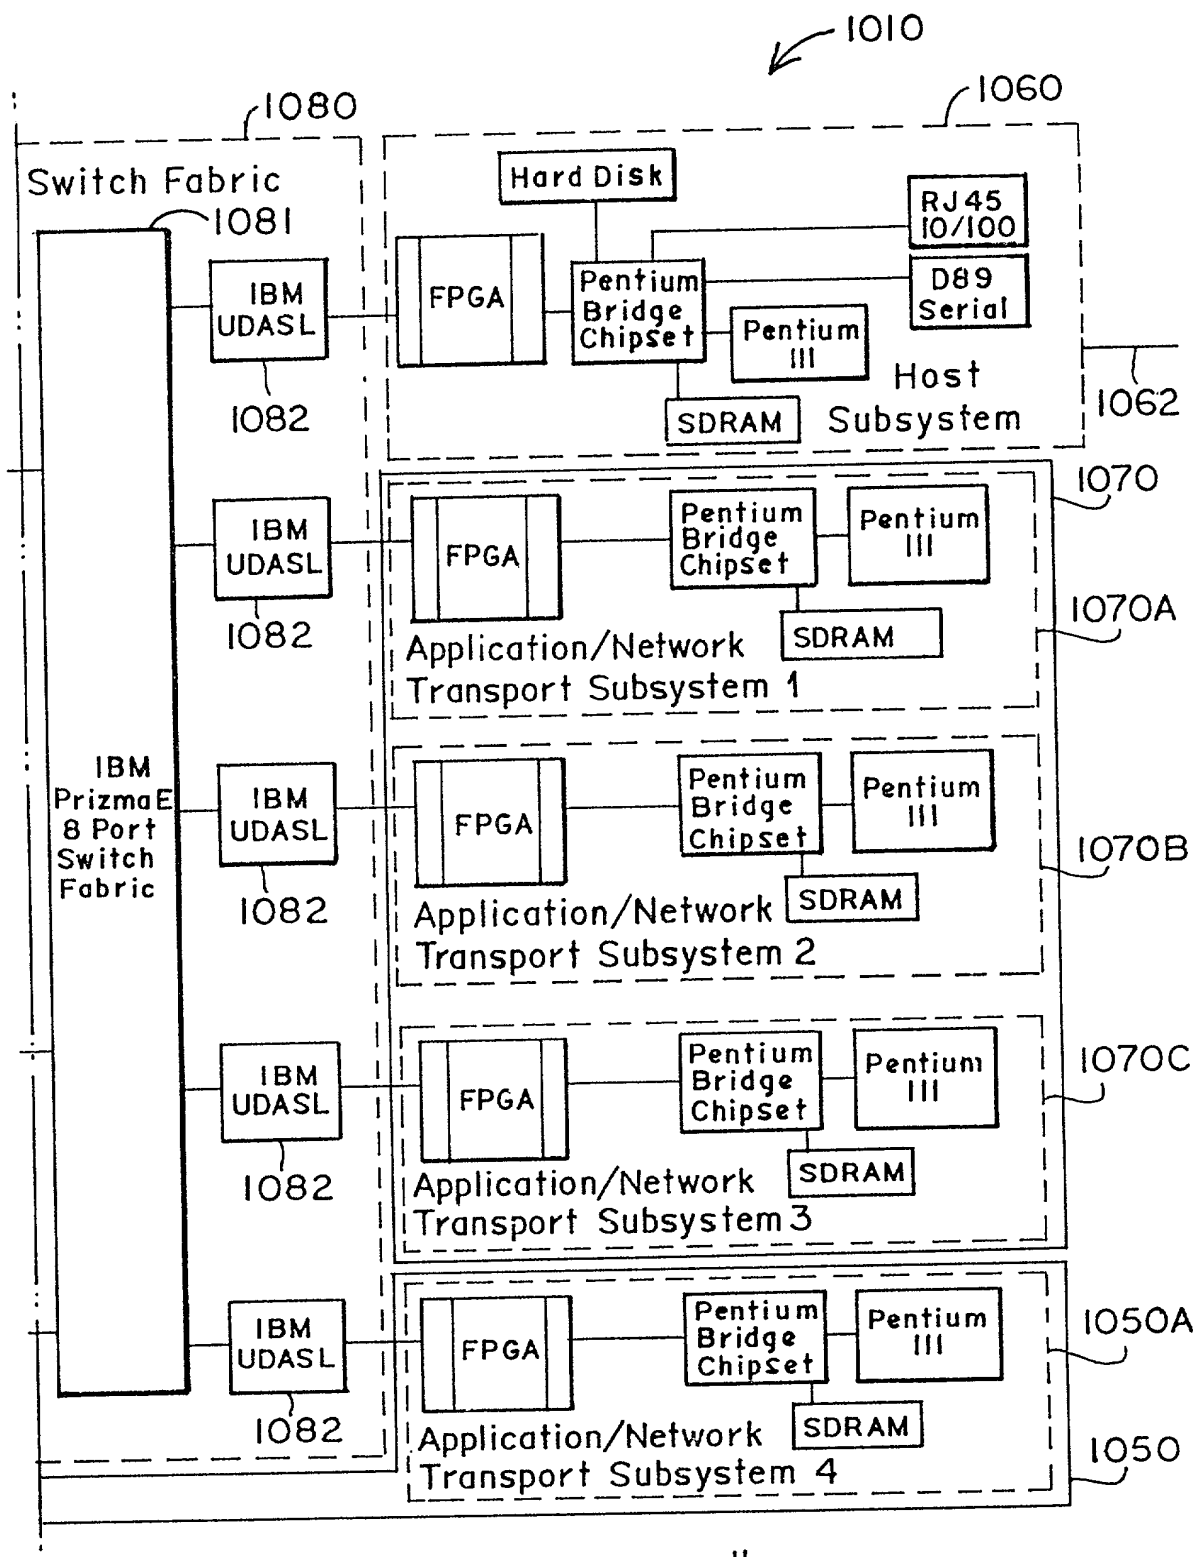 1010
1080
1060
Switch Fabric
1081
Hard Disk
RJ45
10/100
IBM
UDASL
FPGA
Pentium
Bridge
Chipset
D89
Serial
Pentium
III
1082
SDRAM
Host
Subsystem
1062
1070
IBM
UDASL
FPGA
Pentium
Bridge
Chipset
Pentium
III
1082
SDRAM
1070A
Application/Network
Transport Subsystem 1
IBM
PrizmaE
8 Port
Switch
Fabric
IBM
UDASL
FPGA
Pentium
Bridge
Chipset
Pentium
III
1070B
1082
SDRAM
Application/Network
Transport Subsystem 2
IBM
UDASL
FPGA
Pentium
Bridge
Chipset
Pentium
III
1070C
1082
SDRAM
Application/Network
Transport Subsystem 3
IBM
UDASL
FPGA
Pentium
Bridge
Chipset
Pentium
III
1050A
1082
SDRAM
Application/Network
Transport Subsystem 4
1050